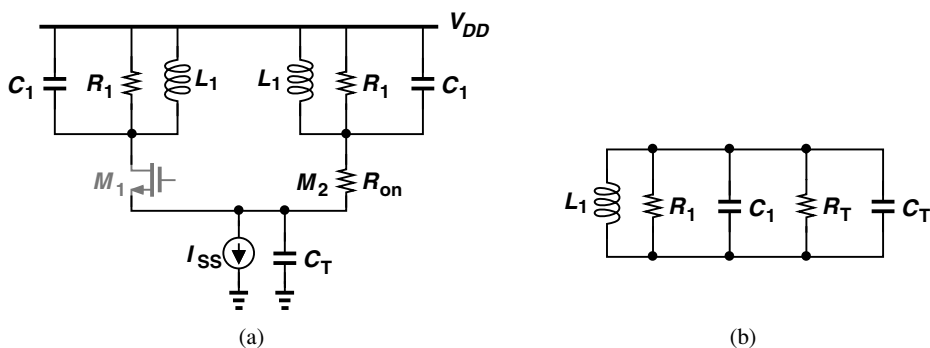 V_DD
C_1 R_1 L_1 L_1 R_1 C_1
M_1 M_2 R_on
I_SS C_T
L_1 R_1 C_1 R_T C_T
(a) (b)